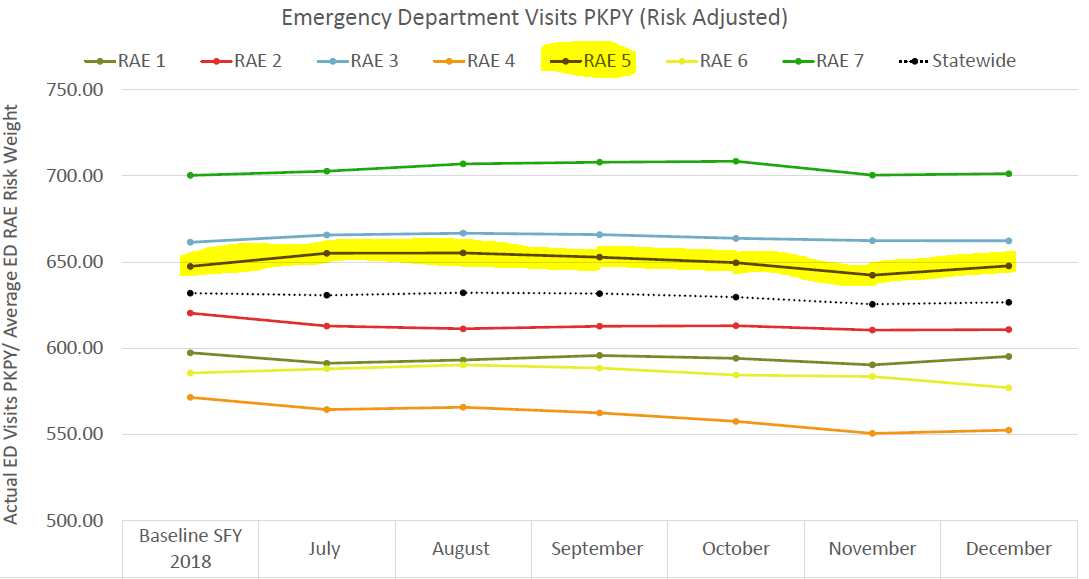 Emergency Department Visits PKPY (Risk Adjusted)
RAE 1 RAE 2 RAE 3 RAE 4 RAE 5 RAE 6 RAE 7 Statewide
Actual ED Visits PKPY/ Average ED RAE Risk Weight
750.00
700.00
650.00
600.00
550.00
500.00
Baseline SFY
2018
July
August
September
October
November
December